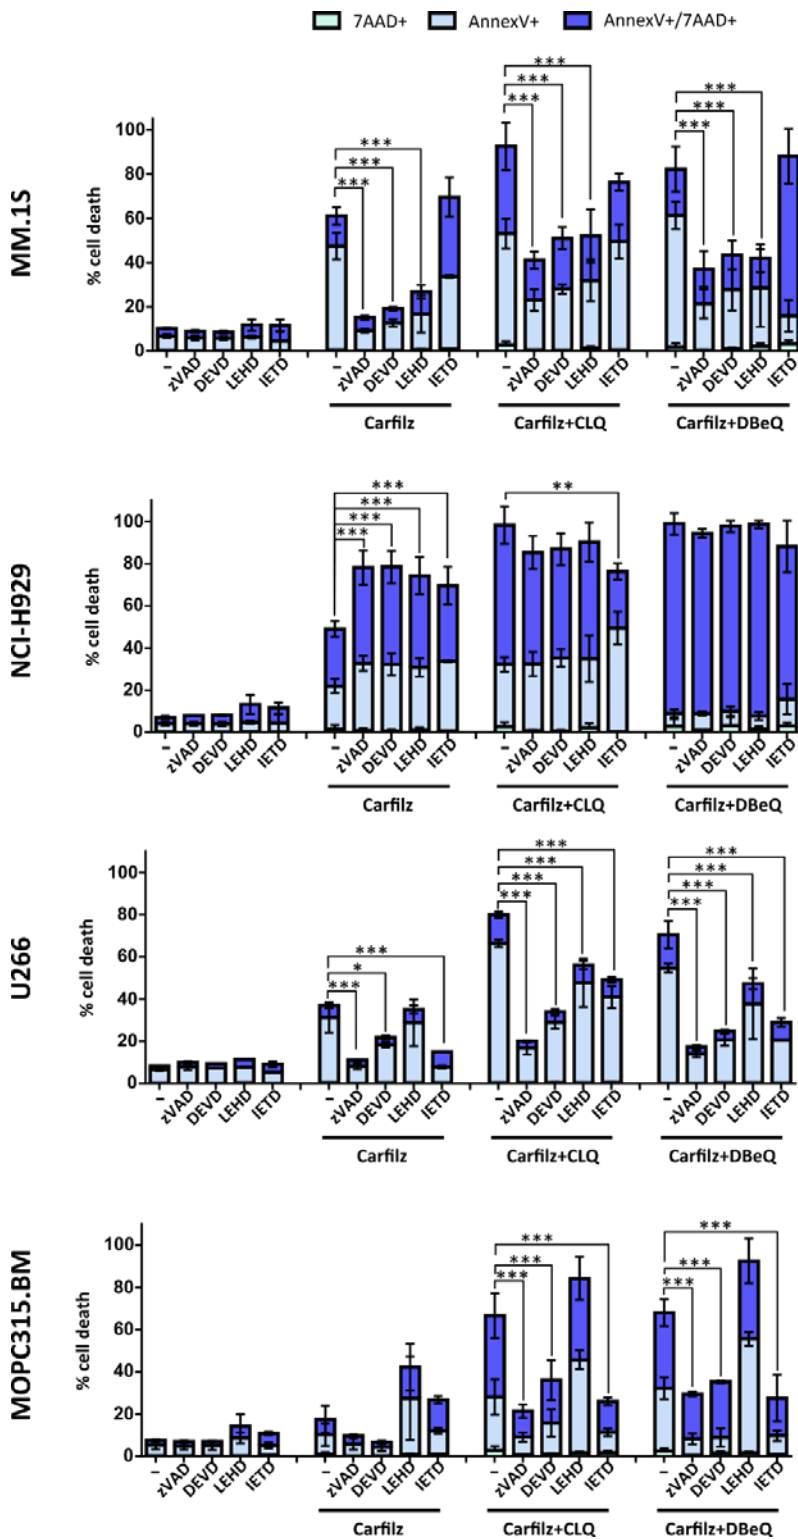 7AAD+ AnnexV+ AnnexV+/7AAD+
MM.1S
% cell death
100
80
60
40
20
0
*** *** *** *** *** *** *** *** ***
– zVAD DEVD LEHD IETD – zVAD DEVD LEHD IETD – zVAD DEVD LEHD IETD – zVAD DEVD LEHD IETD
Carfilz Carfilz+CLQ Carfilz+DBeQ
NCI-H929
% cell death
100
80
60
40
20
0
*** *** *** *** **
– zVAD DEVD LEHD IETD – zVAD DEVD LEHD IETD – zVAD DEVD LEHD IETD – zVAD DEVD LEHD IETD
Carfilz Carfilz+CLQ Carfilz+DBeQ
U266
% cell death
100
80
60
40
20
0
*** * *** *** *** *** *** *** *** *** ***
– zVAD DEVD LEHD IETD – zVAD DEVD LEHD IETD – zVAD DEVD LEHD IETD – zVAD DEVD LEHD IETD
Carfilz Carfilz+CLQ Carfilz+DBeQ
MOPC315.BM
% cell death
100
80
60
40
20
0
*** *** *** *** *** ***
– zVAD DEVD LEHD IETD – zVAD DEVD LEHD IETD – zVAD DEVD LEHD IETD – zVAD DEVD LEHD IETD
Carfilz Carfilz+CLQ Carfilz+DBeQ